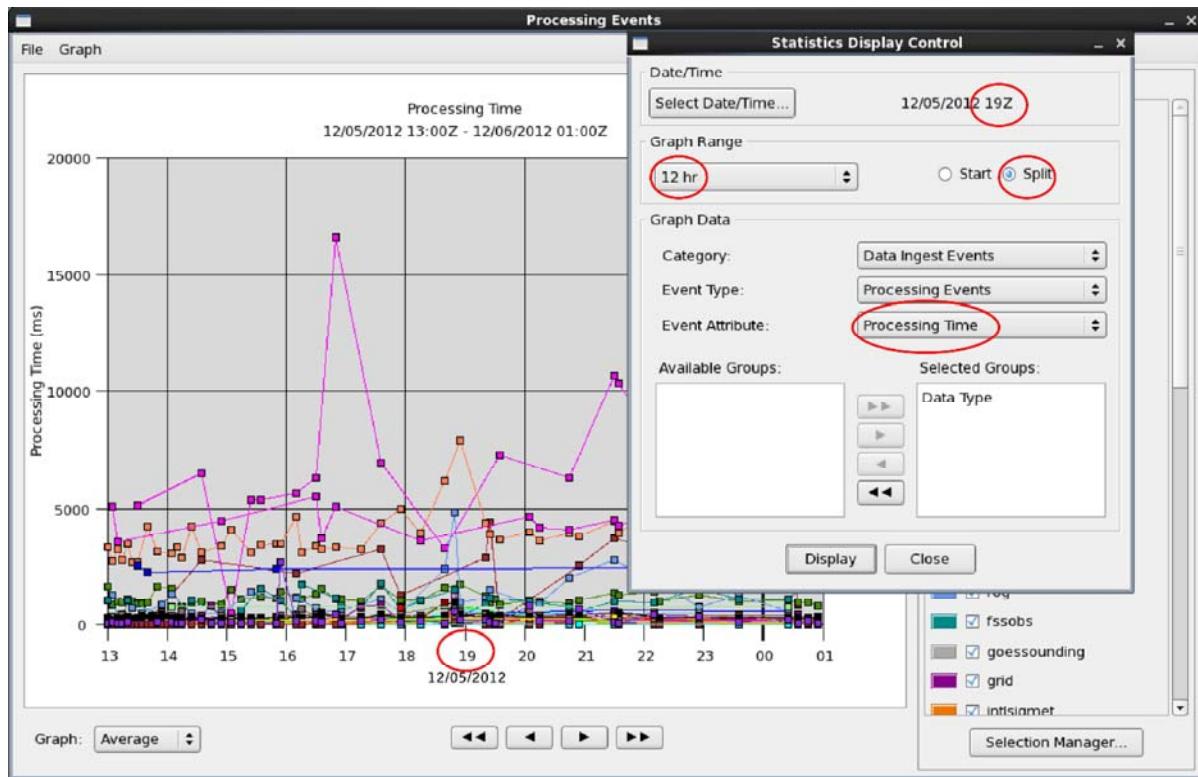 Processing Events
File Graph
Processing Time
12/05/2012 13:00Z - 12/06/2012 01:00Z
Processing Time (ms)
20000
15000
10000
5000
0
13 14 15 16 17 18 19 20 21 22 23 00 01
12/05/2012
Graph: Average
Statistics Display Control
Date/Time
Select Date/Time... 12/05/2012 19Z
Graph Range
12 hr Start Split
Graph Data
Category: Data Ingest Events
Event Type: Processing Events
Event Attribute: Processing Time
Available Groups: Selected Groups:
Data Type
Display Close
fssobs
goessounding
grid
intlsigmet
Selection Manager...